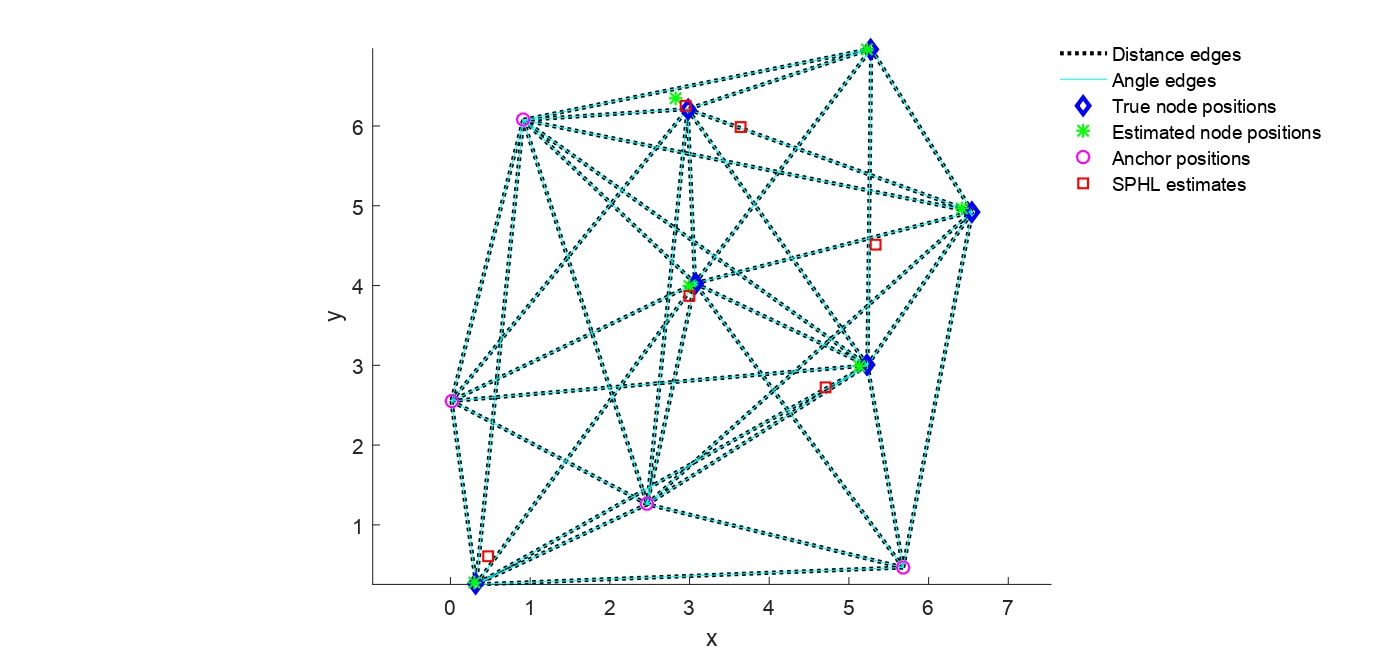 Distance edges
Angle edges
True node positions
Estimated node positions
Anchor positions
SPHL estimates
6
5
4
3
2
1
y
0 1 2 3 4 5 6 7
x